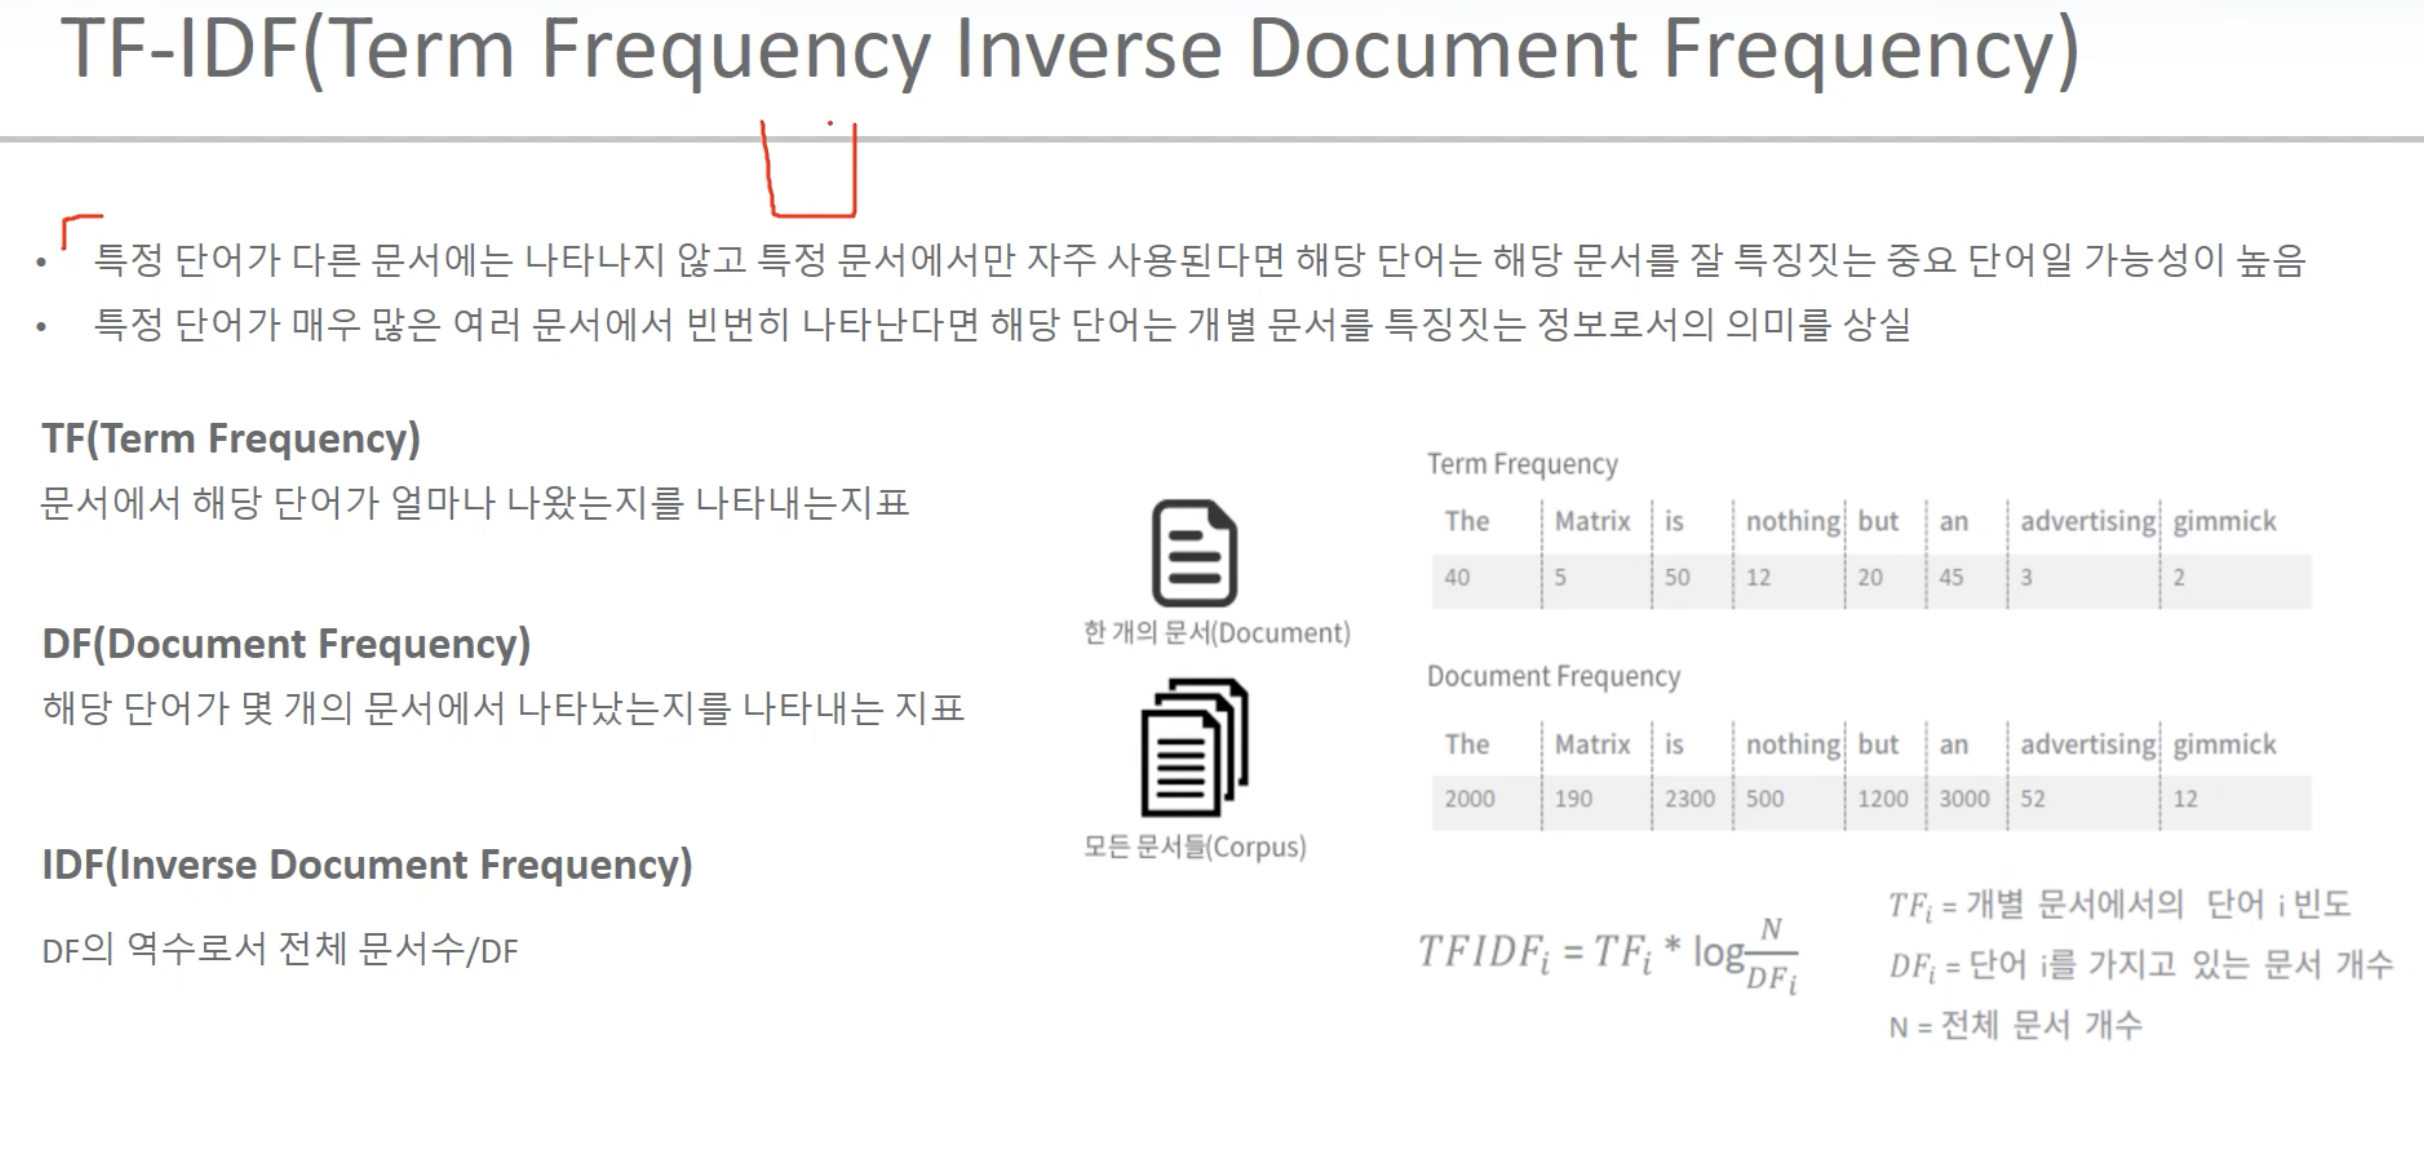 TF-IDF(Term Frequency Inverse Document Frequency)
• 특정 단어가 다른 문서에는 나타나지 않고 특정 문서에서만 자주 사용된다면 해당 단어는 해당 문서를 잘 특징짓는 중요 단어일 가능성이 높음
• 특정 단어가 매우 많은 여러 문서에서 빈번히 나타난다면 해당 단어는 개별 문서를 특징짓는 정보로서의 의미를 상실
TF(Term Frequency)
문서에서 해당 단어가 얼마나 나왔는지를 나타내는지표
DF(Document Frequency)
해당 단어가 몇 개의 문서에서 나타났는지를 나타내는 지표
IDF(Inverse Document Frequency)
DF의 역수로서 전체 문서수/DF
한 개의 문서(Document)
모든 문서들(Corpus)
Term Frequency
The Matrix is nothing but an advertising gimmick
40 5 50 12 20 45 3 2
Document Frequency
The Matrix is nothing but an advertising gimmick
2000 190 2300 500 1200 3000 52 12
TFIDFi = TFi * log N/DFi
TFi = 개별 문서에서의 단어 i 빈도
DFi = 단어 i를 가지고 있는 문서 개수
N = 전체 문서 개수